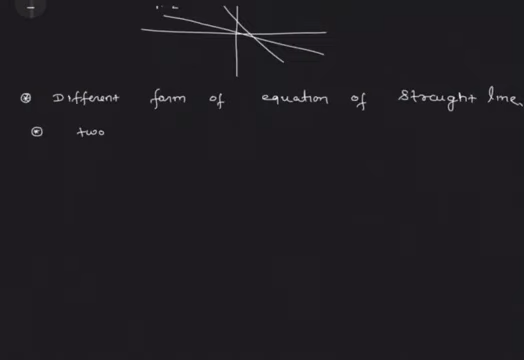 Different form of equation of straight line
two